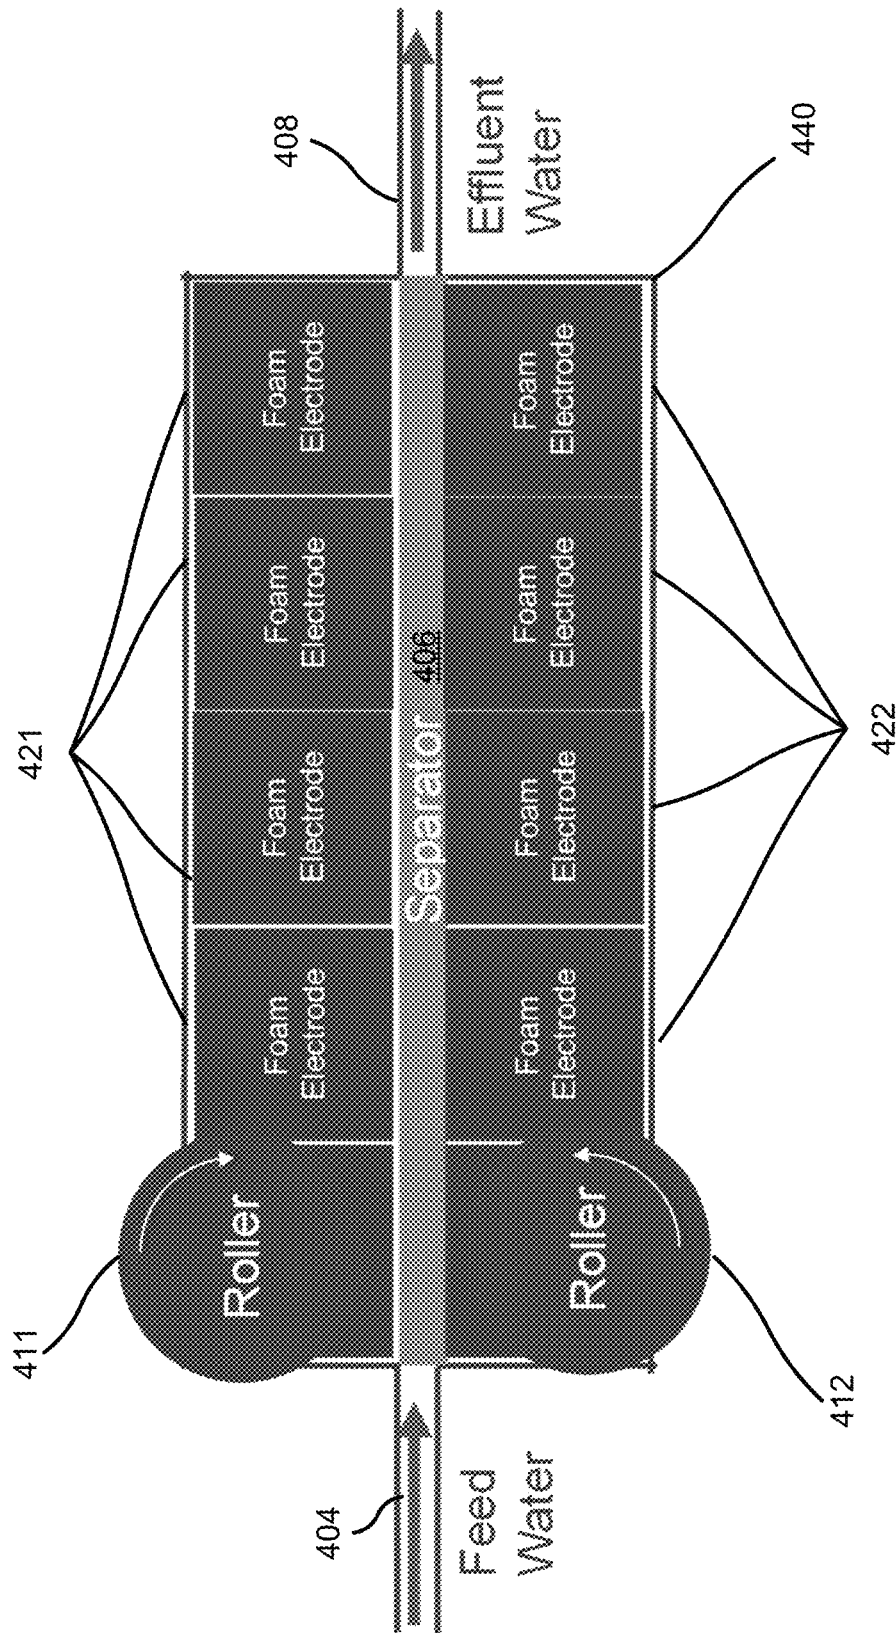 411
421
408
Roller
Foam
Electrode
Foam
Electrode
Foam
Electrode
Foam
Electrode
404
Separator 406
Feed
Water
Effluent
Water
Roller
Foam
Electrode
Foam
Electrode
Foam
Electrode
Foam
Electrode
440
412
422